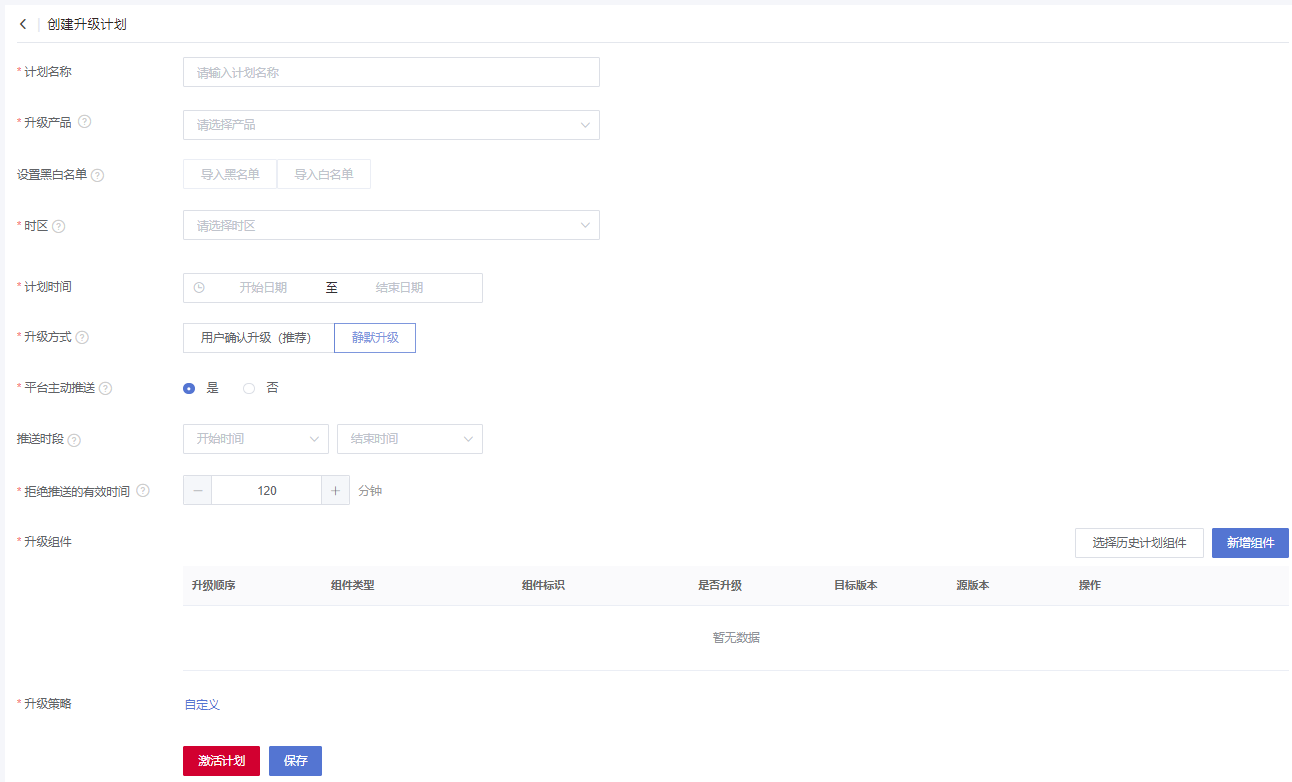 创建升级计划
* 计划名称 请输入计划名称
* 升级产品 ? 请选择产品
设置黑白名单 ? 导入黑名单 导入白名单
* 时区 ? 请选择时区
* 计划时间 开始日期 至 结束日期
* 升级方式 ? 用户确认升级（推荐） 静默升级
* 平台主动推送 ? 是 否
推送时段 ? 开始时间 结束时间
* 拒绝推送的有效时间 ? − 120 + 分钟
* 升级组件 选择历史计划组件 新增组件
升级顺序 组件类型 组件标识 是否升级 目标版本 源版本 操作
暂无数据
* 升级策略 自定义
激活计划 保存